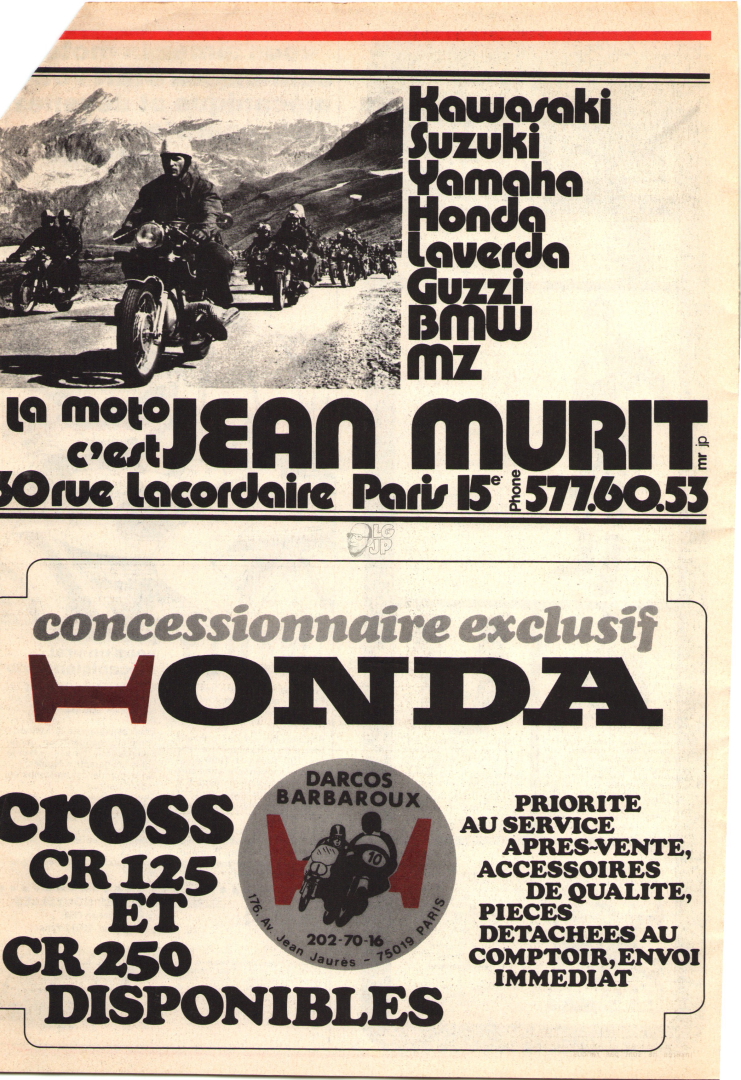 Kawasaki
Suzuki
Yamaha
Honda
Laverda
Guzzi
BMW
MZ
la moto
c'est JEAN MURIT
mr jp
30 rue Lacordaire Paris 15e. Phone 577.60.53
LG
JP
concessionnaire exclusif
HONDA
cross
CR 125
ET
CR 250
DISPONIBLES
DARCOS
BARBAROUX
10
202-70-16
176, Av. Jean Jaurès - 75019 PARIS
PRIORITE
AU SERVICE
APRES-VENTE,
ACCESSOIRES
DE QUALITE,
PIECES
DETACHEES AU
COMPTOIR, ENVOI
IMMEDIAT